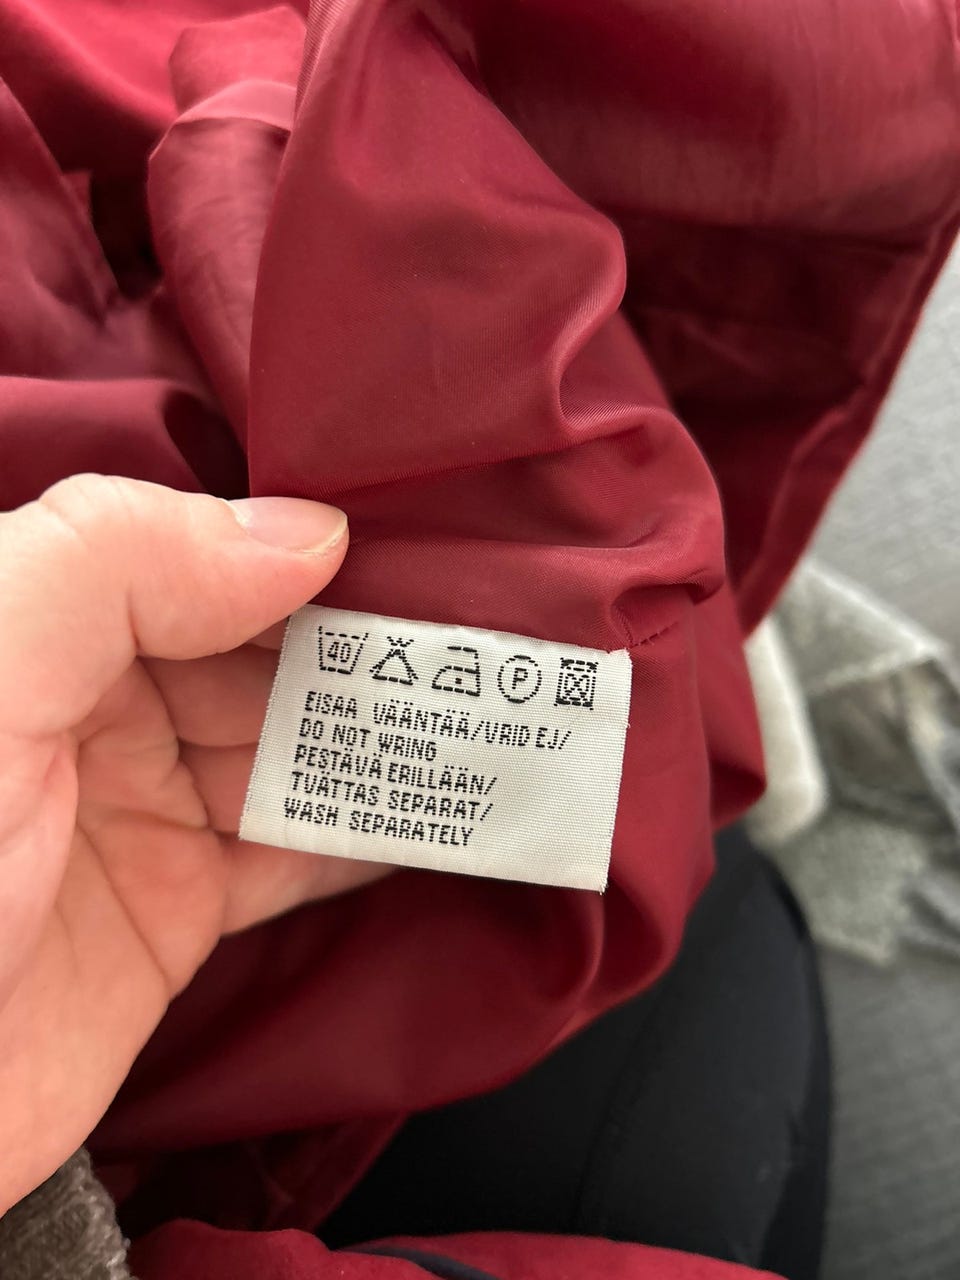 40 P
EISAA VÄÄNTÄÄ/VRID EJ/
DO NOT WRING
PESTÄVÄ ERILLÄÄN/
TVÄTTAS SEPARAT/
WASH SEPARATELY